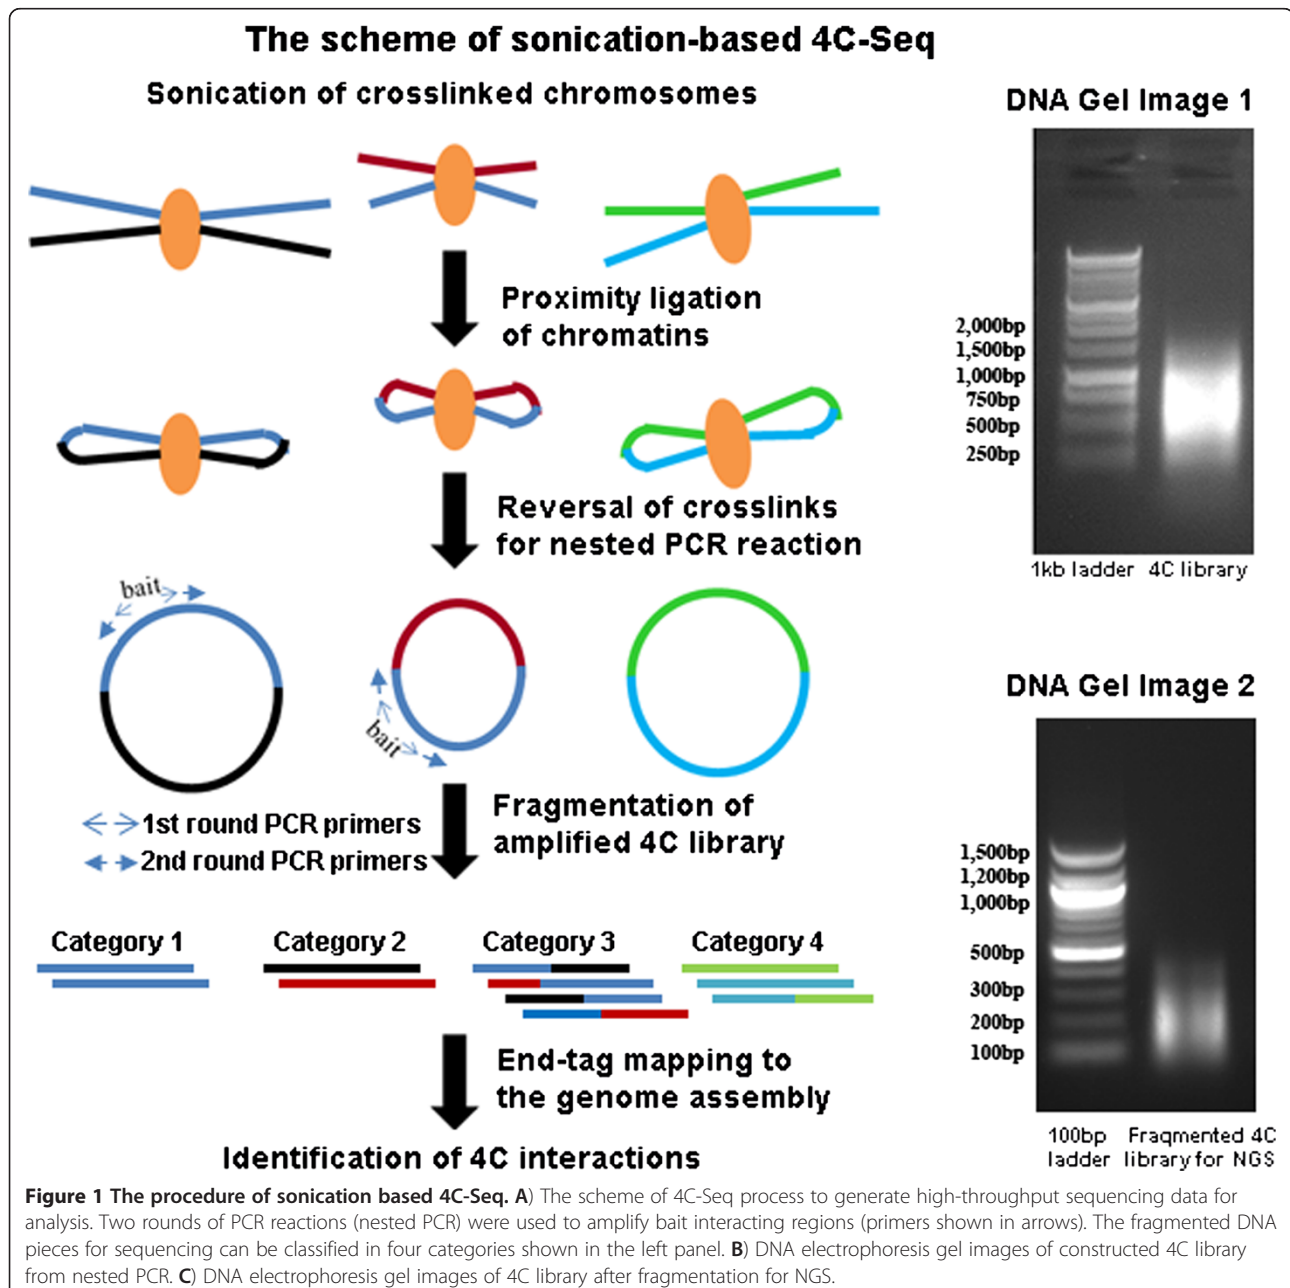 The scheme of sonication-based 4C-Seq
Sonication of crosslinked chromosomes
Proximity ligation
of chromatins
Reversal of crosslinks
for nested PCR reaction
bait
bait
1st round PCR primers
2nd round PCR primers
Fragmentation of
amplified 4C library
Category 1
Category 2
Category 3
Category 4
End-tag mapping to
the genome assembly
Identification of 4C interactions
DNA Gel Image 1
2,000bp
1,500bp
1,000bp
750bp
500bp
250bp
1kb ladder
4C library
DNA Gel Image 2
1,500bp
1,200bp
1,000bp
500bp
300bp
200bp
100bp
100bp
ladder
Fragmented 4C
library for NGS
Figure 1 The procedure of sonication based 4C-Seq. A) The scheme of 4C-Seq process to generate high-throughput sequencing data for
analysis. Two rounds of PCR reactions (nested PCR) were used to amplify bait interacting regions (primers shown in arrows). The fragmented DNA
pieces for sequencing can be classified in four categories shown in the left panel. B) DNA electrophoresis gel images of constructed 4C library
from nested PCR. C) DNA electrophoresis gel images of 4C library after fragmentation for NGS.